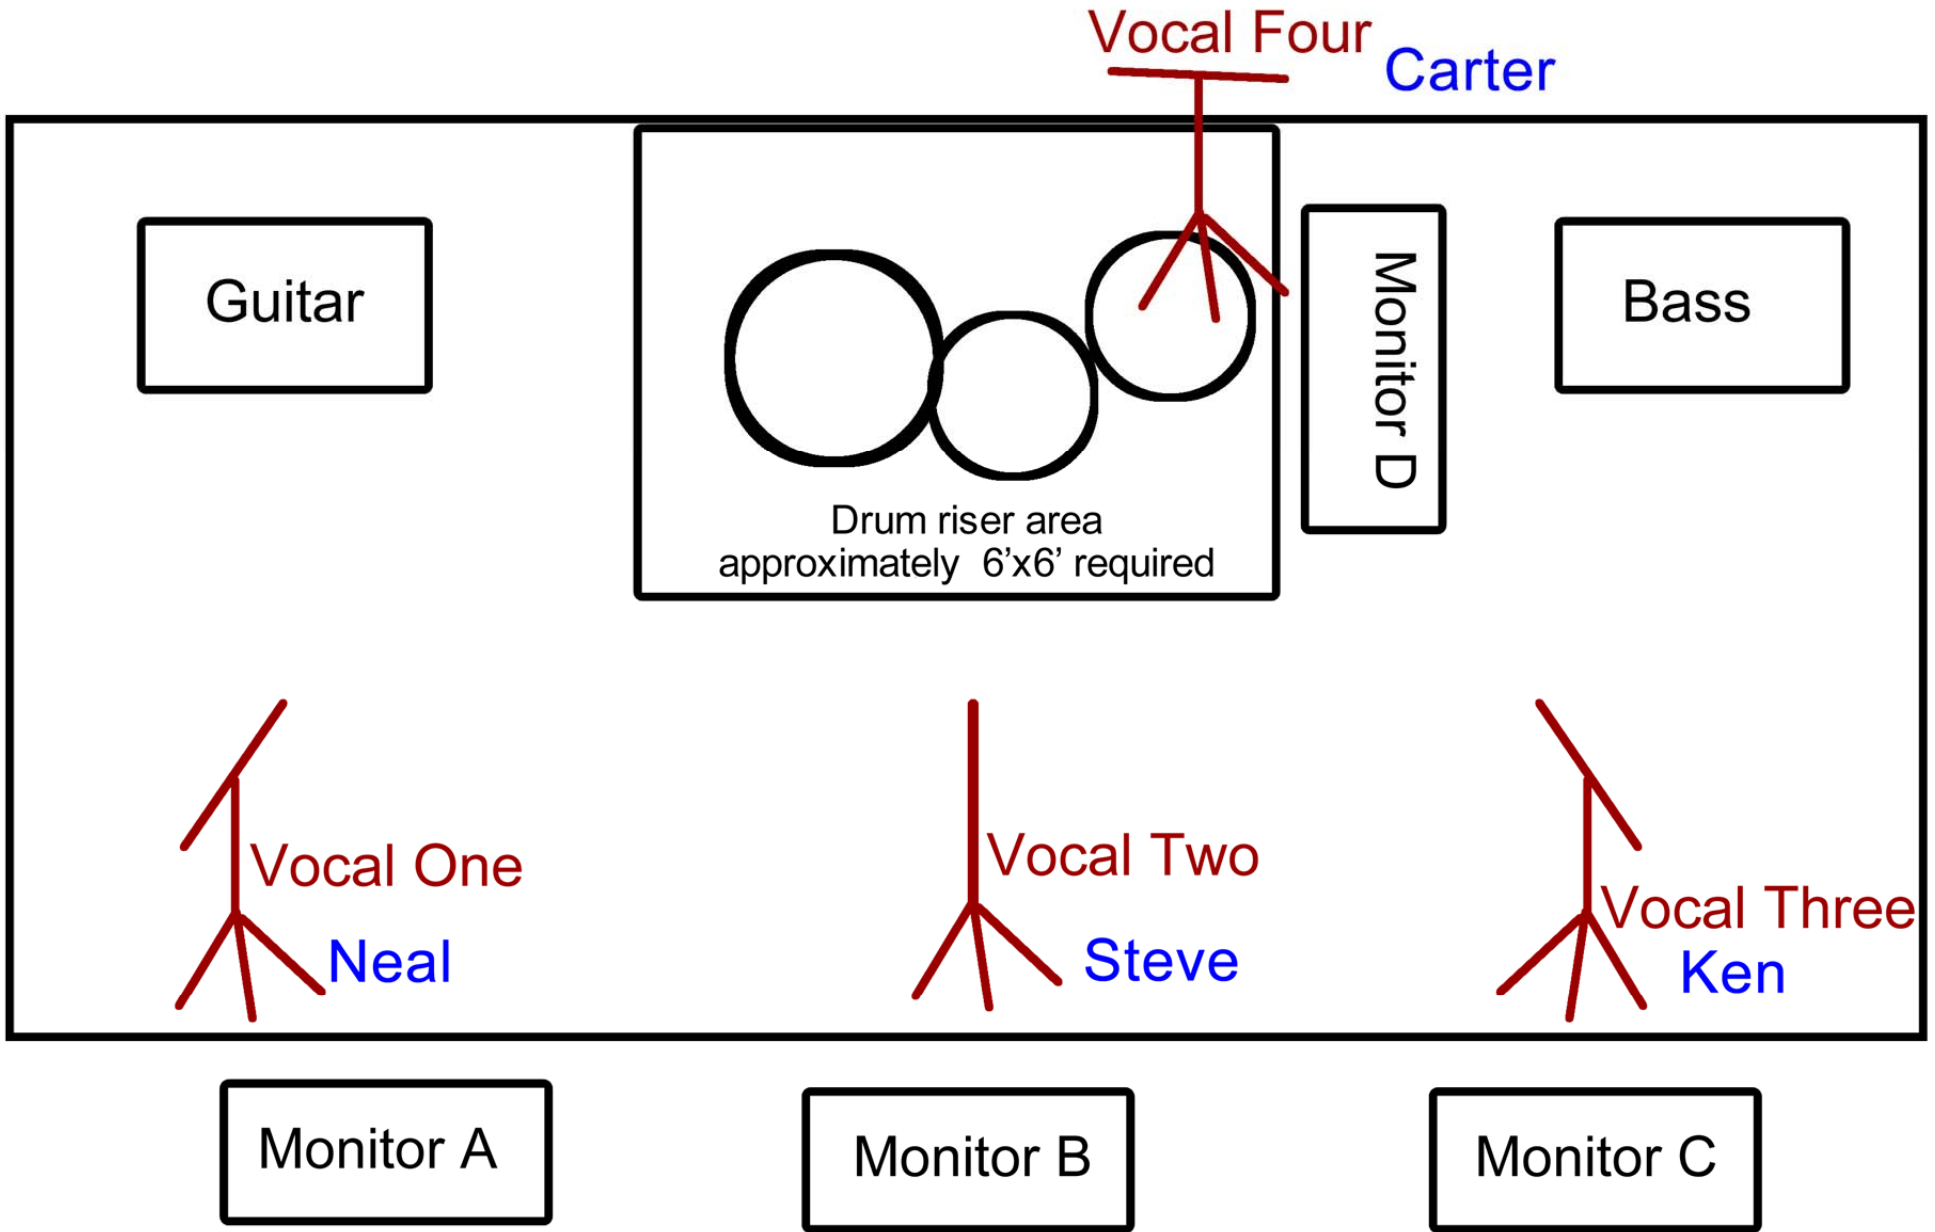 Vocal Four
Carter
Guitar
Monitor D
Bass
Drum riser area
approximately 6’x6’ required
Vocal One
Neal
Vocal Two
Steve
Vocal Three
Ken
Monitor A
Monitor B
Monitor C